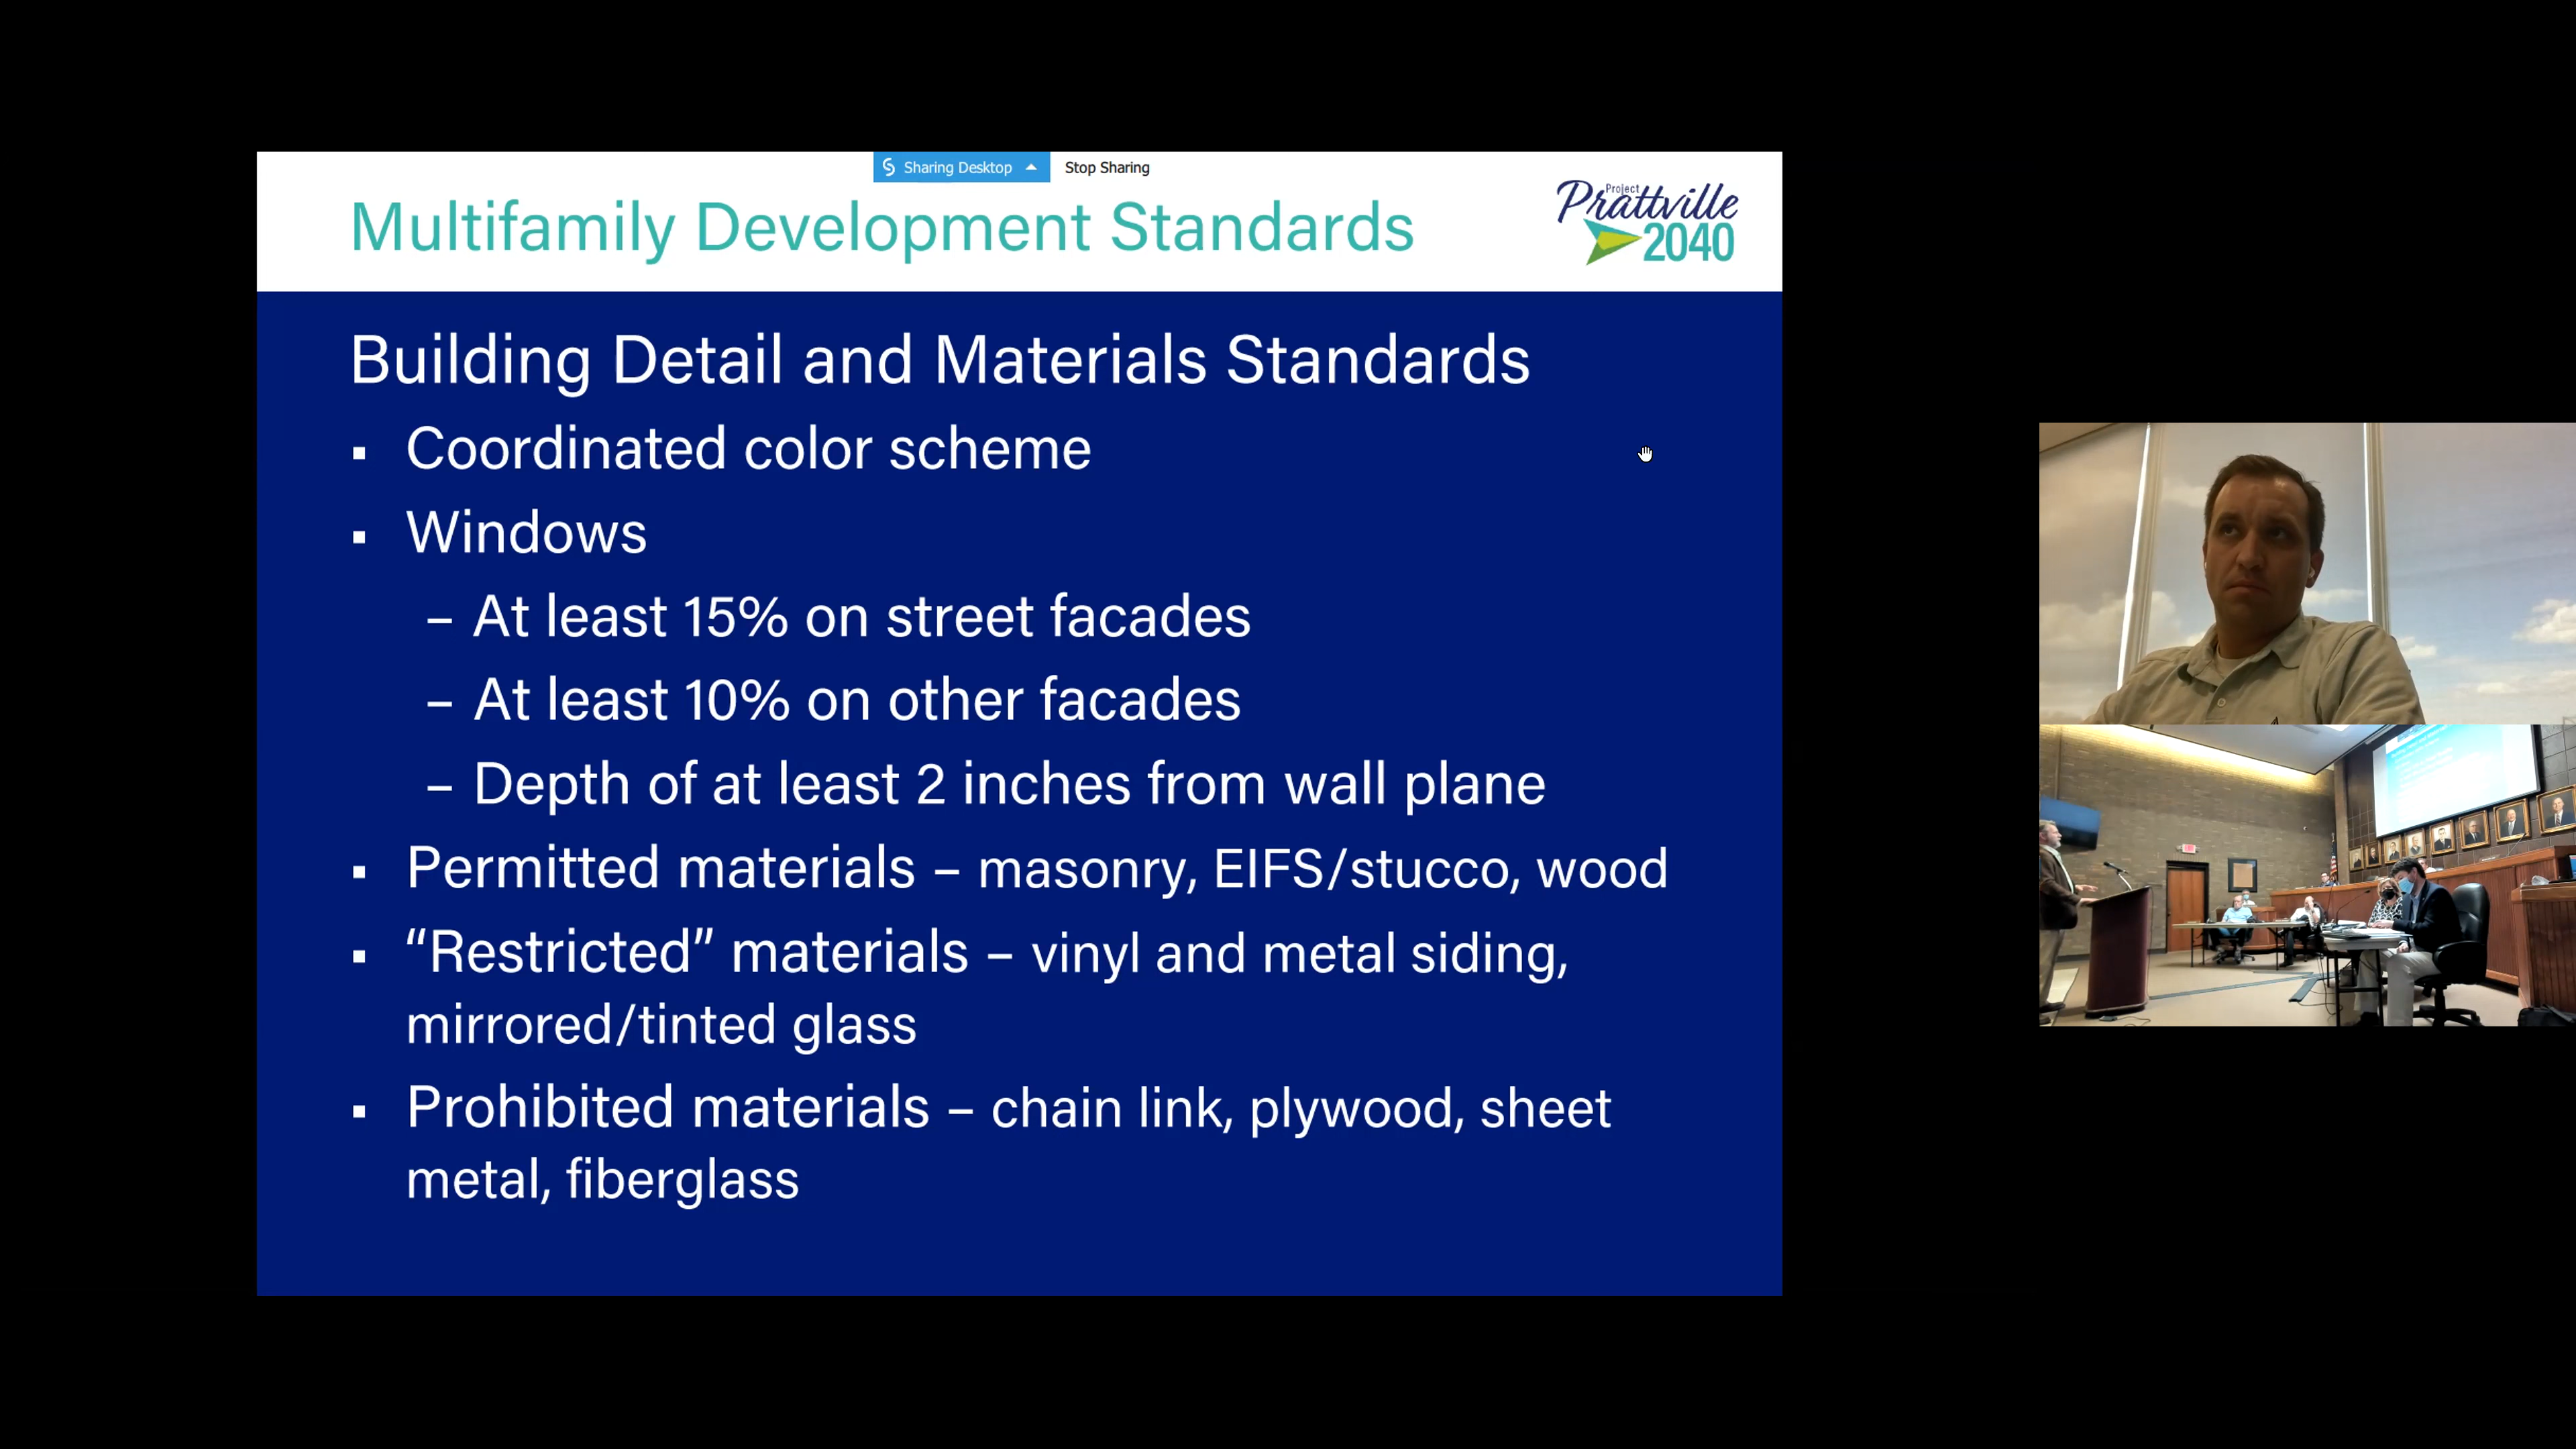 Sharing Desktop Stop Sharing
Multifamily Development Standards
Project
Prattville
2040
Building Detail and Materials Standards
▪ Coordinated color scheme
▪ Windows
– At least 15% on street facades
– At least 10% on other facades
– Depth of at least 2 inches from wall plane
▪ Permitted materials – masonry, EIFS/stucco, wood
▪ “Restricted” materials – vinyl and metal siding,
mirrored/tinted glass
▪ Prohibited materials – chain link, plywood, sheet
metal, fiberglass